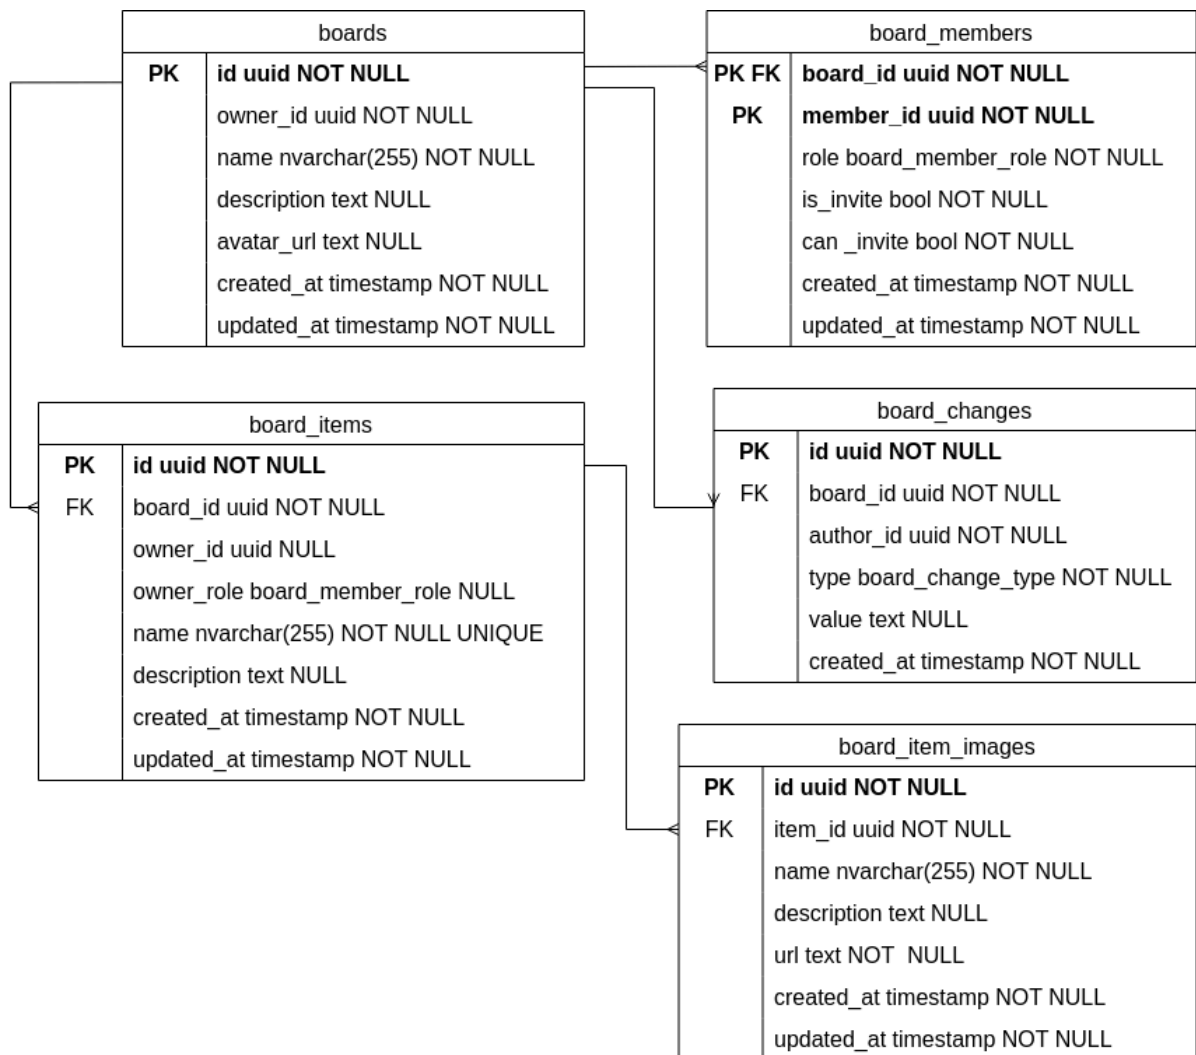 boards
PK id uuid NOT NULL
owner_id uuid NOT NULL
name nvarchar(255) NOT NULL
description text NULL
avatar_url text NULL
created_at timestamp NOT NULL
updated_at timestamp NOT NULL
board_members
PK FK board_id uuid NOT NULL
PK member_id uuid NOT NULL
role board_member_role NOT NULL
is_invite bool NOT NULL
can _invite bool NOT NULL
created_at timestamp NOT NULL
updated_at timestamp NOT NULL
board_items
PK id uuid NOT NULL
FK board_id uuid NOT NULL
owner_id uuid NULL
owner_role board_member_role NULL
name nvarchar(255) NOT NULL UNIQUE
description text NULL
created_at timestamp NOT NULL
updated_at timestamp NOT NULL
board_changes
PK id uuid NOT NULL
FK board_id uuid NOT NULL
author_id uuid NOT NULL
type board_change_type NOT NULL
value text NULL
created_at timestamp NOT NULL
board_item_images
PK id uuid NOT NULL
FK item_id uuid NOT NULL
name nvarchar(255) NOT NULL
description text NULL
url text NOT  NULL
created_at timestamp NOT NULL
updated_at timestamp NOT NULL